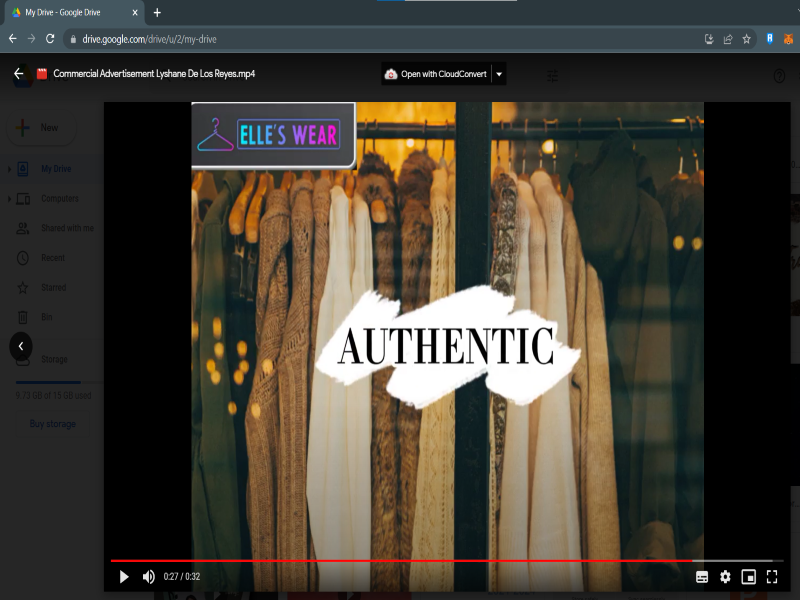 My Drive - Google Drive
drive.google.com/drive/u/2/my-drive
Commercial Advertisement Lyshane De Los Reyes.mp4
Open with CloudConvert
New
My Drive
Computers
Shared with me
Recent
Starred
Bin
Storage
9.73 GB of 15 GB used
Buy storage
ELLE'S WEAR
AUTHENTIC
0:27 / 0:32